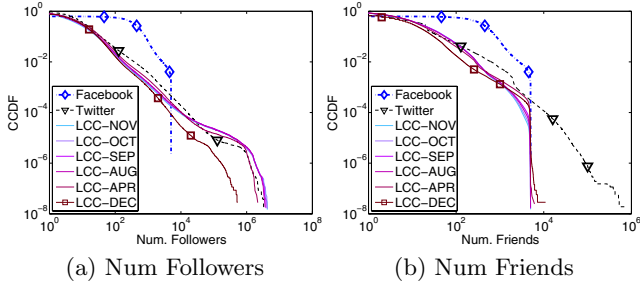 10^0
10^-2
10^-4
10^-6
10^-8
CCDF
Facebook
Twitter
LCC-NOV
LCC-OCT
LCC-SEP
LCC-AUG
LCC-APR
LCC-DEC
10^0 10^2 10^4 10^6 10^8
Num. Followers
(a) Num Followers
10^0
10^-2
10^-4
10^-6
10^-8
CCDF
Facebook
Twitter
LCC-NOV
LCC-OCT
LCC-SEP
LCC-AUG
LCC-APR
LCC-DEC
10^0 10^2 10^4 10^6
Num. Friends
(b) Num Friends